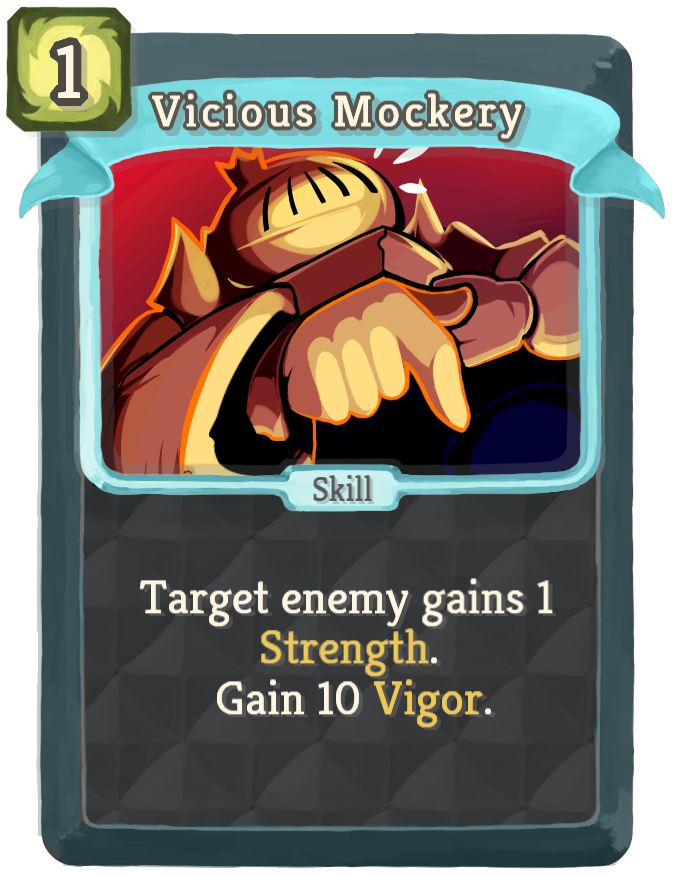 1
Vicious Mockery
Skill
Target enemy gains 1
Strength.
Gain 10 Vigor.